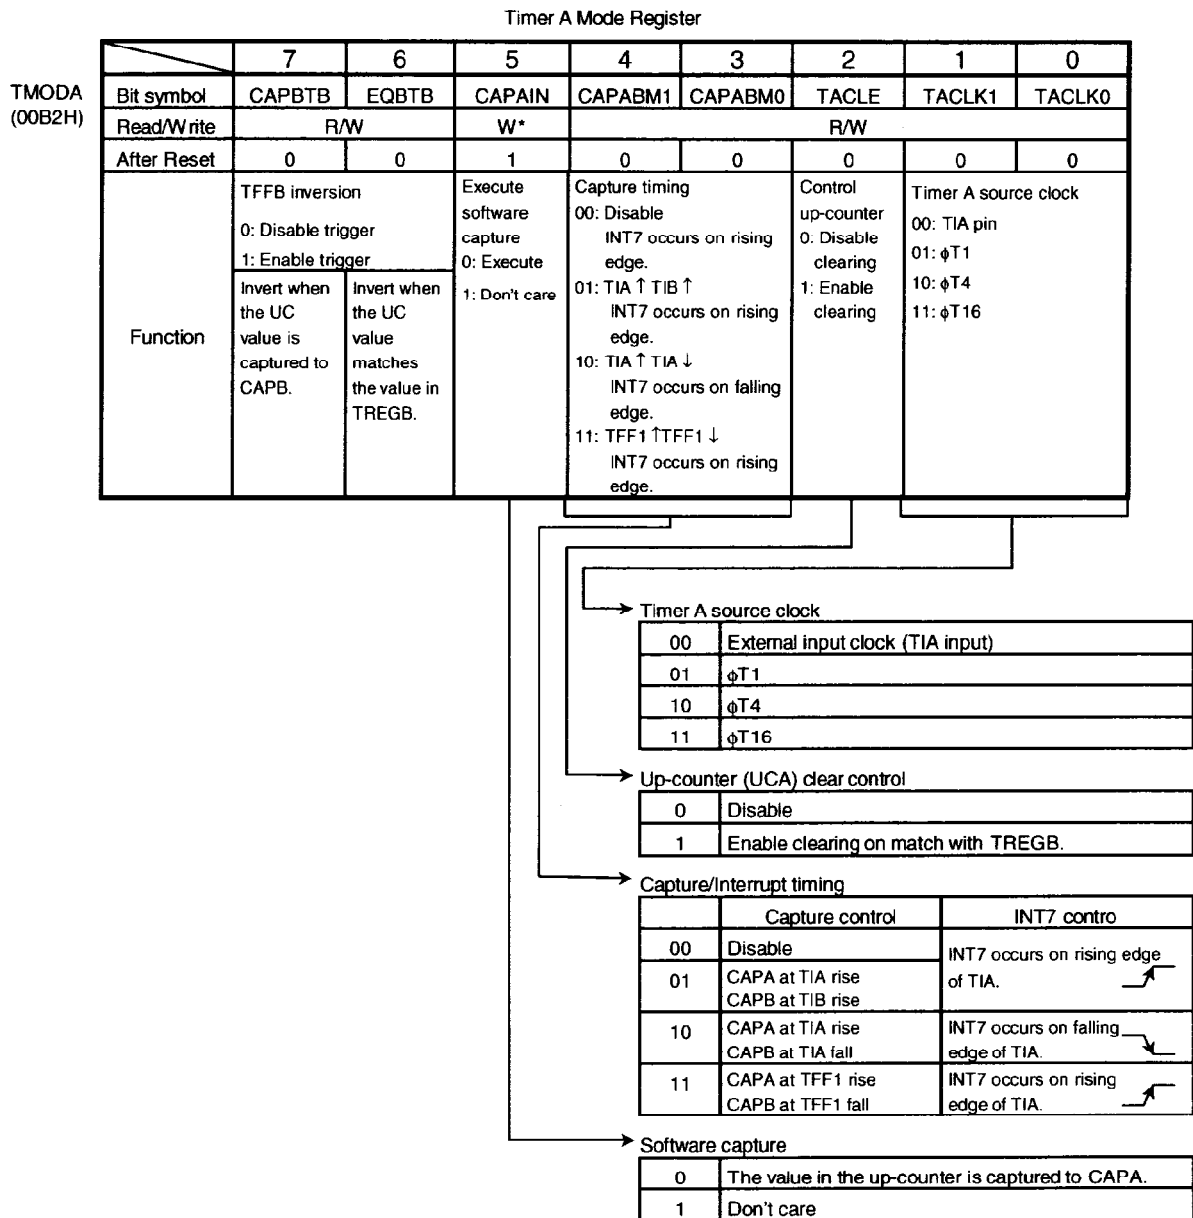 Timer A Mode Register
7 6 5 4 3 2 1 0
TMODA
(00B2H)
Bit symbol CAPBTB EQBTB CAPAIN CAPABM1 CAPABM0 TACLE TACLK1 TACLK0
Read/Write R/W W* R/W
After Reset 0 0 1 0 0 0 0 0
Function
TFFB inversion
0: Disable trigger
1: Enable trigger
Invert when
the UC
value is
captured to
CAPB.
Invert when
the UC
value
matches
the value in
TREGB.
Execute
software
capture
0: Execute
1: Don't care
Capture timing
00: Disable
INT7 occurs on rising
edge.
01: TIA ↑ TIB ↑
INT7 occurs on rising
edge.
10: TIA ↑ TIA ↓
INT7 occurs on falling
edge.
11: TFF1 ↑TFF1 ↓
INT7 occurs on rising
edge.
Control
up-counter
0: Disable
clearing
1: Enable
clearing
Timer A source clock
00: TIA pin
01: ϕT1
10: ϕT4
11: ϕT16
Timer A source clock
00 External input clock (TIA input)
01 ϕT1
10 ϕT4
11 ϕT16
Up-counter (UCA) clear control
0 Disable
1 Enable clearing on match with TREGB.
Capture/Interrupt timing
Capture control INT7 contro
00 Disable
INT7 occurs on rising edge
of TIA.
01 CAPA at TIA rise
CAPB at TIB rise
10 CAPA at TIA rise
CAPB at TIA fall
INT7 occurs on falling
edge of TIA.
11 CAPA at TFF1 rise
CAPB at TFF1 fall
INT7 occurs on rising
edge of TIA.
Software capture
0 The value in the up-counter is captured to CAPA.
1 Don't care